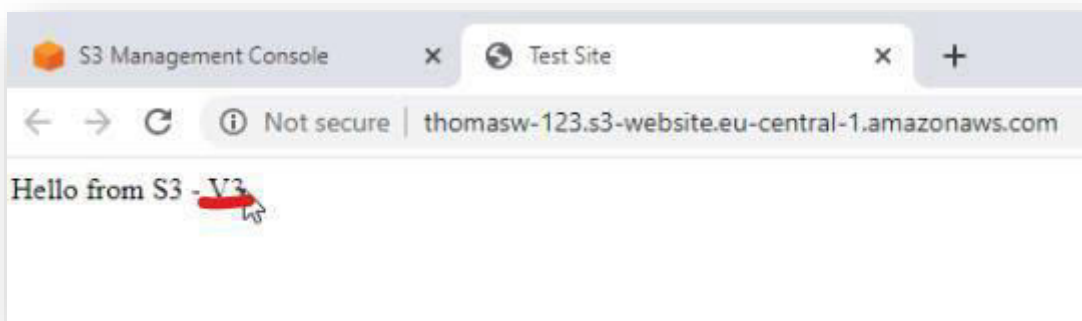 S3 Management Console Test Site
Not secure thomasw-123.s3-website.eu-central-1.amazonaws.com
Hello from S3 - V3